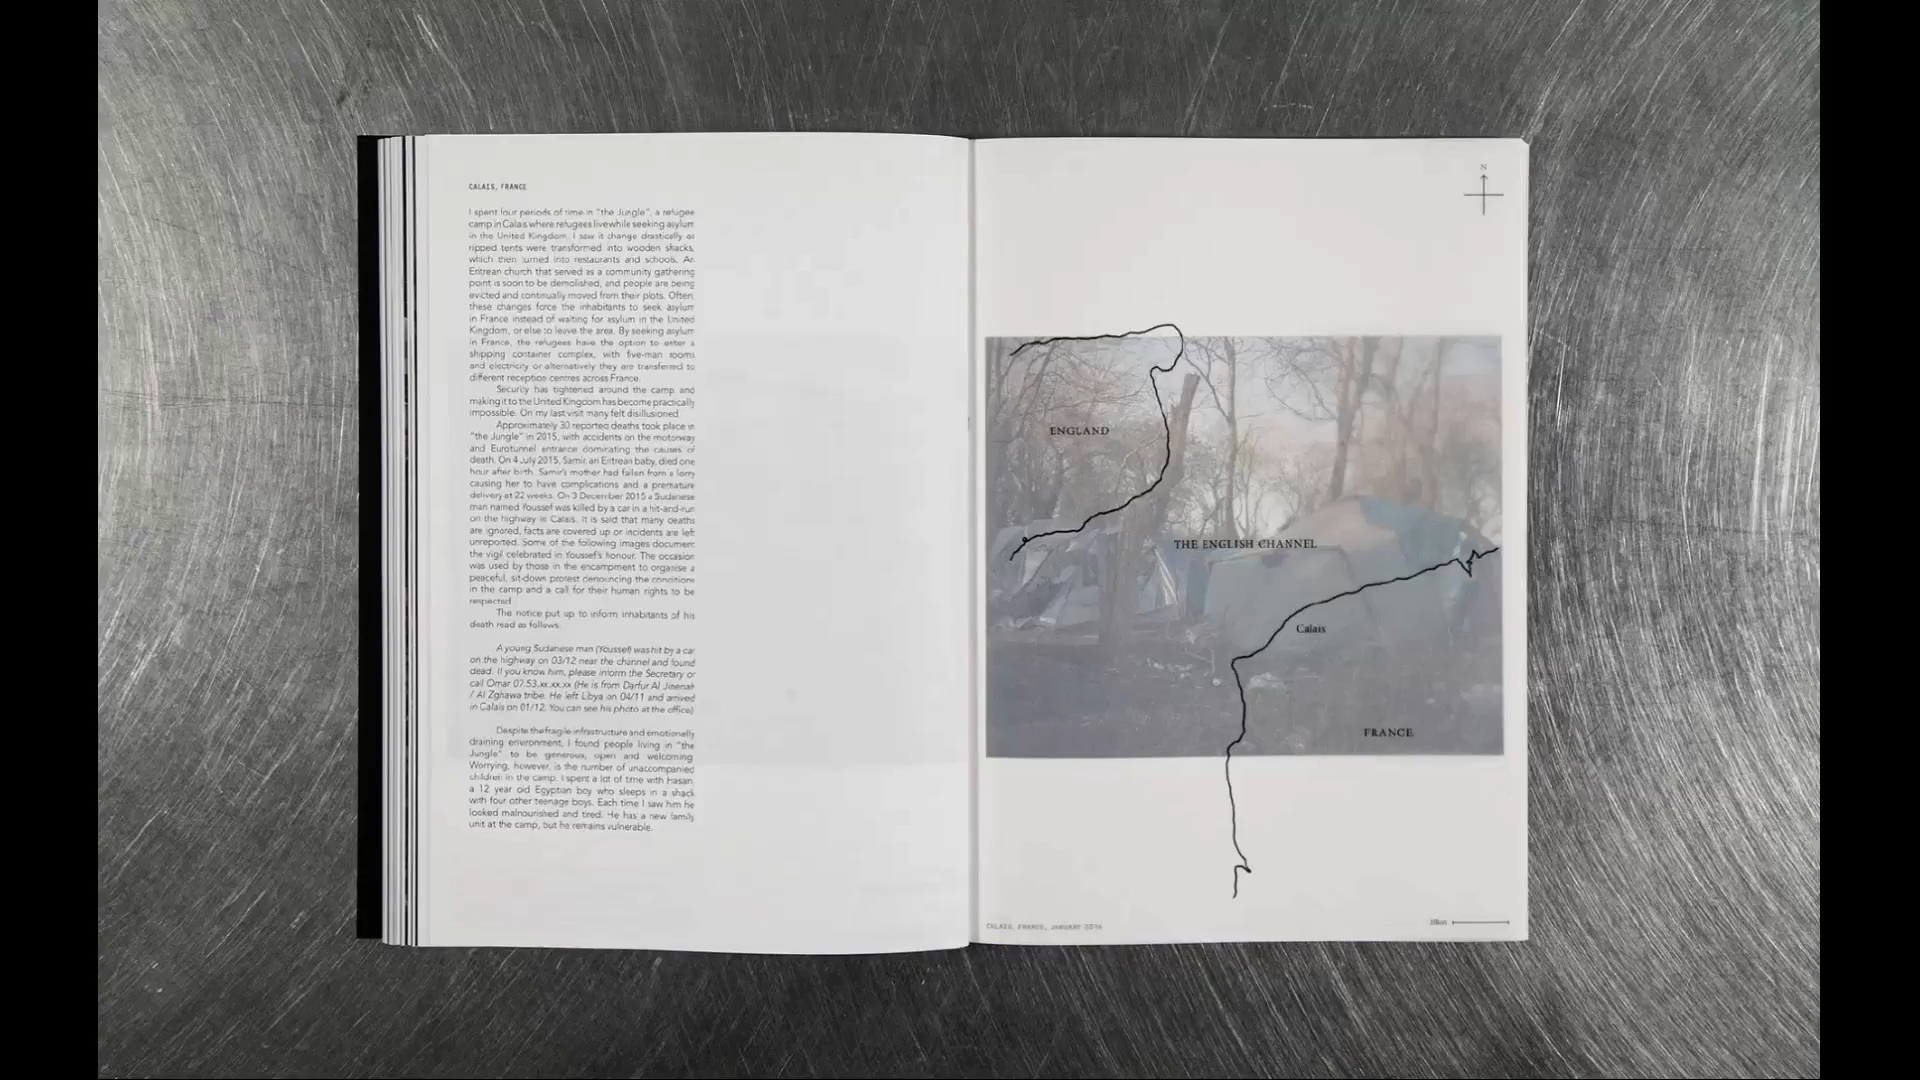 CALAIS, FRANCE
I spent four periods of time in "the Jungle", a refugee
camp in Calais where refugees live while seeking asylum
in the United Kingdom. I saw it change drastically as
ripped tents were transformed into wooden shacks,
which then turned into restaurants and schools. An
Eritrean church that served as a community gathering
point is soon to be demolished, and people are being
evicted and continually moved from their plots. Often,
these changes force the inhabitants to seek asylum
in France instead of waiting for asylum in the United
Kingdom, or else to leave the area. By seeking asylum
in France, the refugees have the option to enter a
shipping container complex, with five-man rooms
and electricity or alternatively they are transferred to
different reception centres across France.
Security has tightened around the camp and
making it to the United Kingdom has become practically
impossible. On my last visit many felt disillusioned.
Approximately 30 reported deaths took place in
"the Jungle" in 2015, with accidents on the motorway
and Eurotunnel entrance dominating the causes of
death. On 4 July 2015, Samir, an Eritrean baby, died one
hour after birth. Samir's mother had fallen from a lorry
causing her to have complications and a premature
delivery at 22 weeks. On 3 December 2015 a Sudanese
man named Youssef was killed by a car in a hit-and-run
on the highway in Calais. It is said that many deaths
are ignored, facts are covered up or incidents are left
unreported. Some of the following images document
the vigil celebrated in Youssef's honour. The occasion
was used by those in the encampment to organise a
peaceful, sit-down protest denouncing the conditions
in the camp and a call for their human rights to be
respected.
The notice put up to inform inhabitants of his
death read as follows:
A young Sudanese man (Youssef) was hit by a car
on the highway on 03/12 near the channel and found
dead. If you know him, please inform the Secretary or
call Omar 07.53.xx.xx.xx (He is from Darfur Al Jinenah
/ Al Zghawa tribe. He left Libya on 04/11 and arrived
in Calais on 01/12. You can see his photo at the office)
Despite the fragile infrastructure and emotionally
draining environment, I found people living in "the
Jungle" to be generous, open and welcoming.
Worrying, however, is the number of unaccompanied
children in the camp. I spent a lot of time with Hasan,
a 12 year old Egyptian boy who sleeps in a shack
with four other teenage boys. Each time I saw him he
looked malnourished and tired. He has a new family
unit at the camp, but he remains vulnerable.
N
ENGLAND
THE ENGLISH CHANNEL
Calais
FRANCE
CALAIS, FRANCE, JANUARY 2016